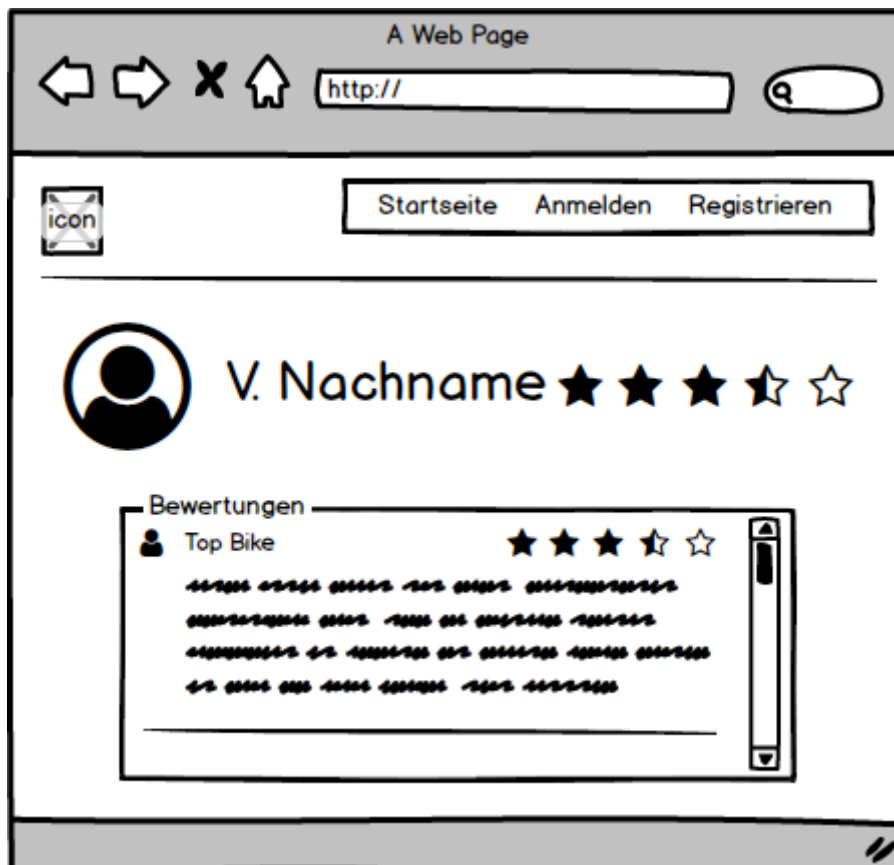 A Web Page
http://
icon
Startseite Anmelden Registrieren
V. Nachname
Bewertungen
Top Bike